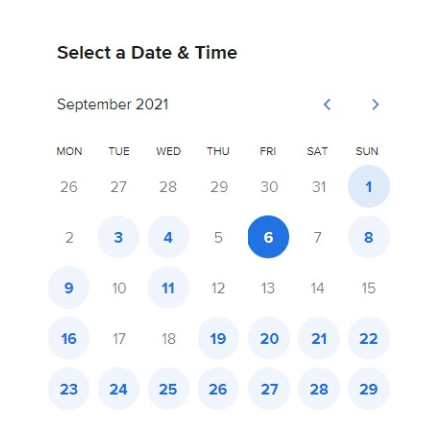 Select a Date & Time
September 2021
MON TUE WED THU FRI SAT SUN
26 27 28 29 30 31 1
2 3 4 5 6 7 8
9 10 11 12 13 14 15
16 17 18 19 20 21 22
23 24 25 26 27 28 29